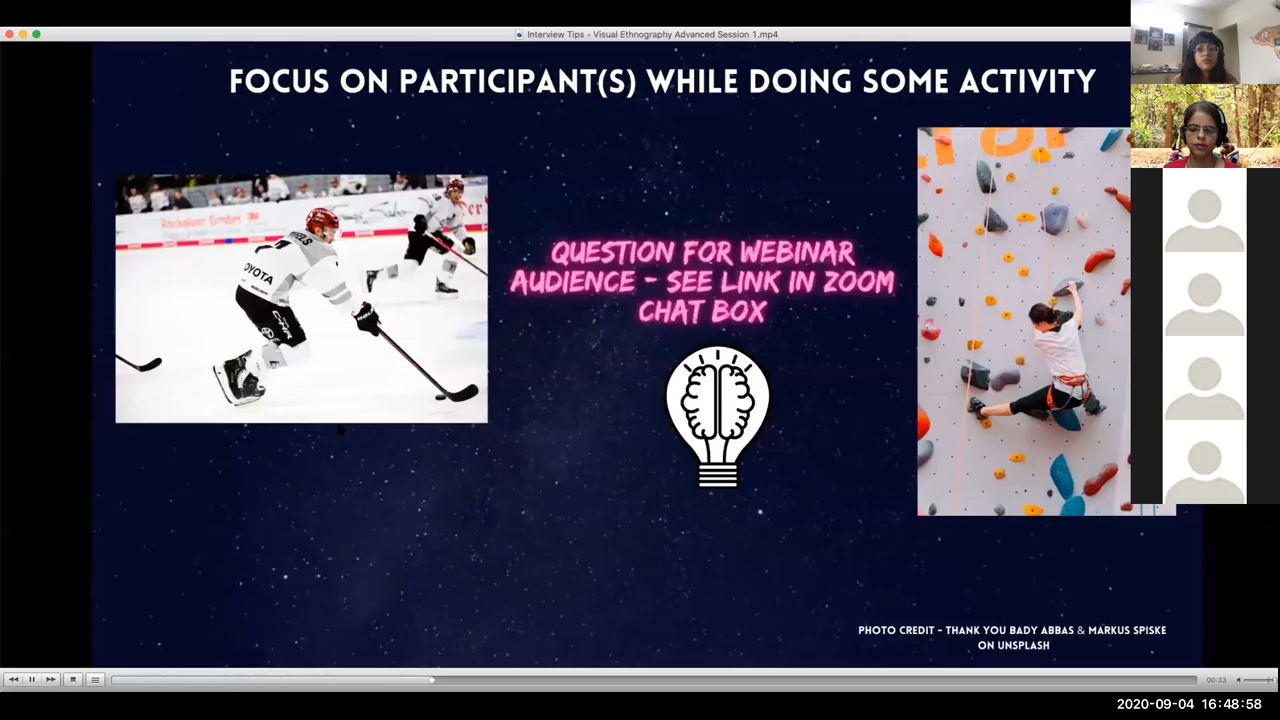 Interview Tips - Visual Ethnography Advanced Session 1.mp4
FOCUS ON PARTICIPANT(S) WHILE DOING SOME ACTIVITY
OYOTA
QUESTION FOR WEBINAR
AUDIENCE - SEE LINK IN ZOOM
CHAT BOX
PHOTO CREDIT - THANK YOU BADY ABBAS & MARKUS SPISKE
ON UNSPLASH
00:33
2020-09-04 16:48:58